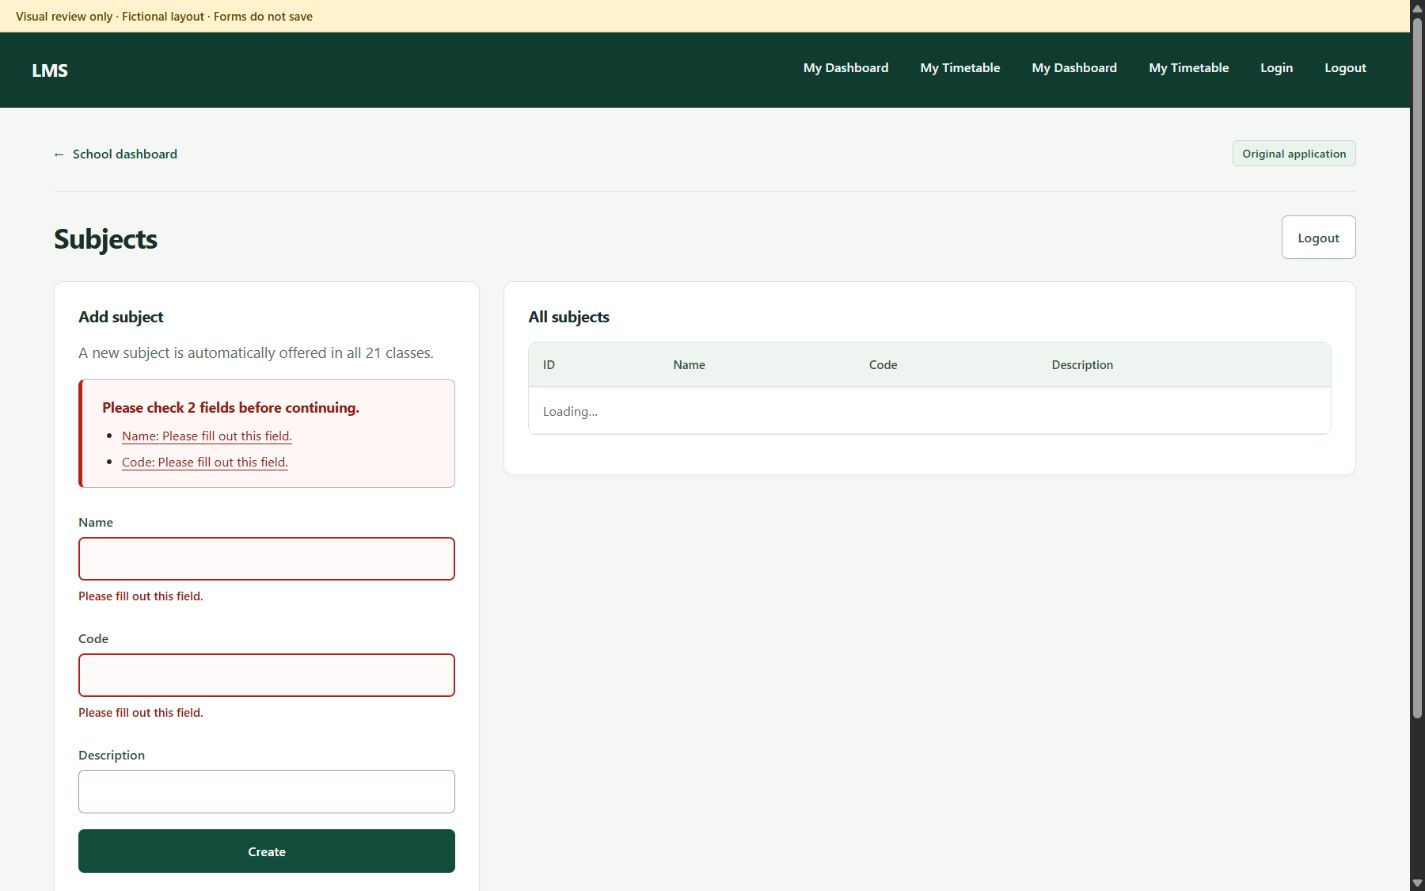 Visual review only · Fictional layout · Forms do not save
LMS
My Dashboard
My Timetable
My Dashboard
My Timetable
Login
Logout
← School dashboard
Original application
Subjects
Logout
Add subject
A new subject is automatically offered in all 21 classes.
Please check 2 fields before continuing.
• Name: Please fill out this field.
• Code: Please fill out this field.
Name
Please fill out this field.
Code
Please fill out this field.
Description
Create
All subjects
ID Name Code Description
Loading...